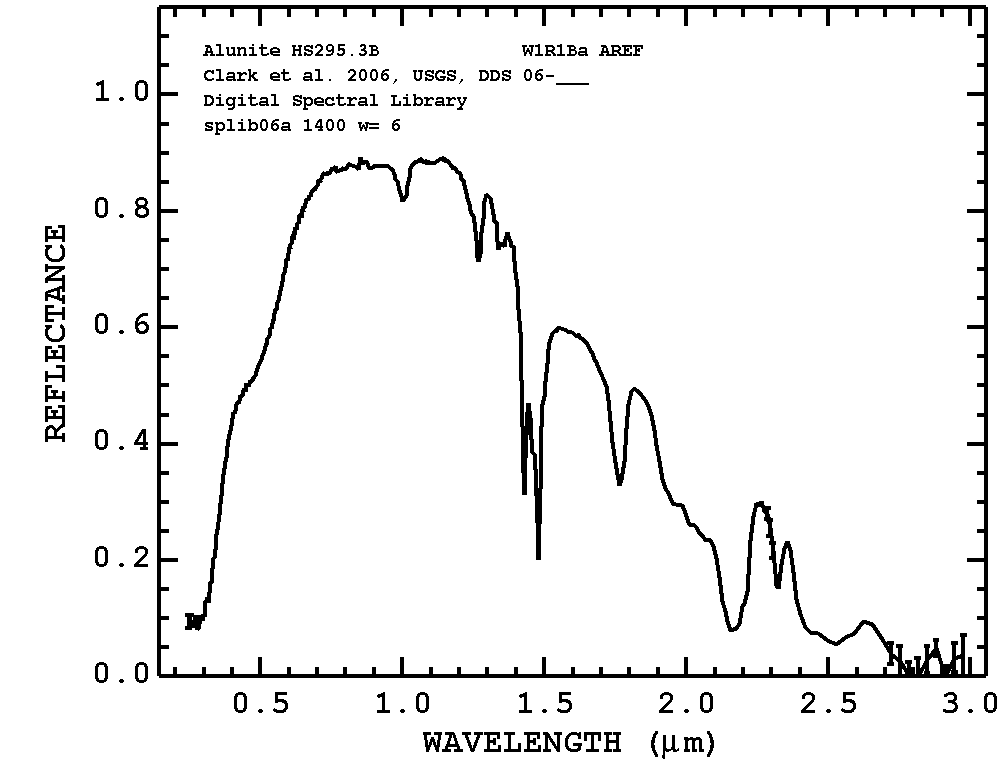 Alunite HS295.3B W1R1Ba AREF
Clark et al. 2006, USGS, DDS 06-___
Digital Spectral Library
splib06a 1400 w= 6
REFLECTANCE
1.0
0.8
0.6
0.4
0.2
0.0
0.5 1.0 1.5 2.0 2.5 3.0
WAVELENGTH (μm)